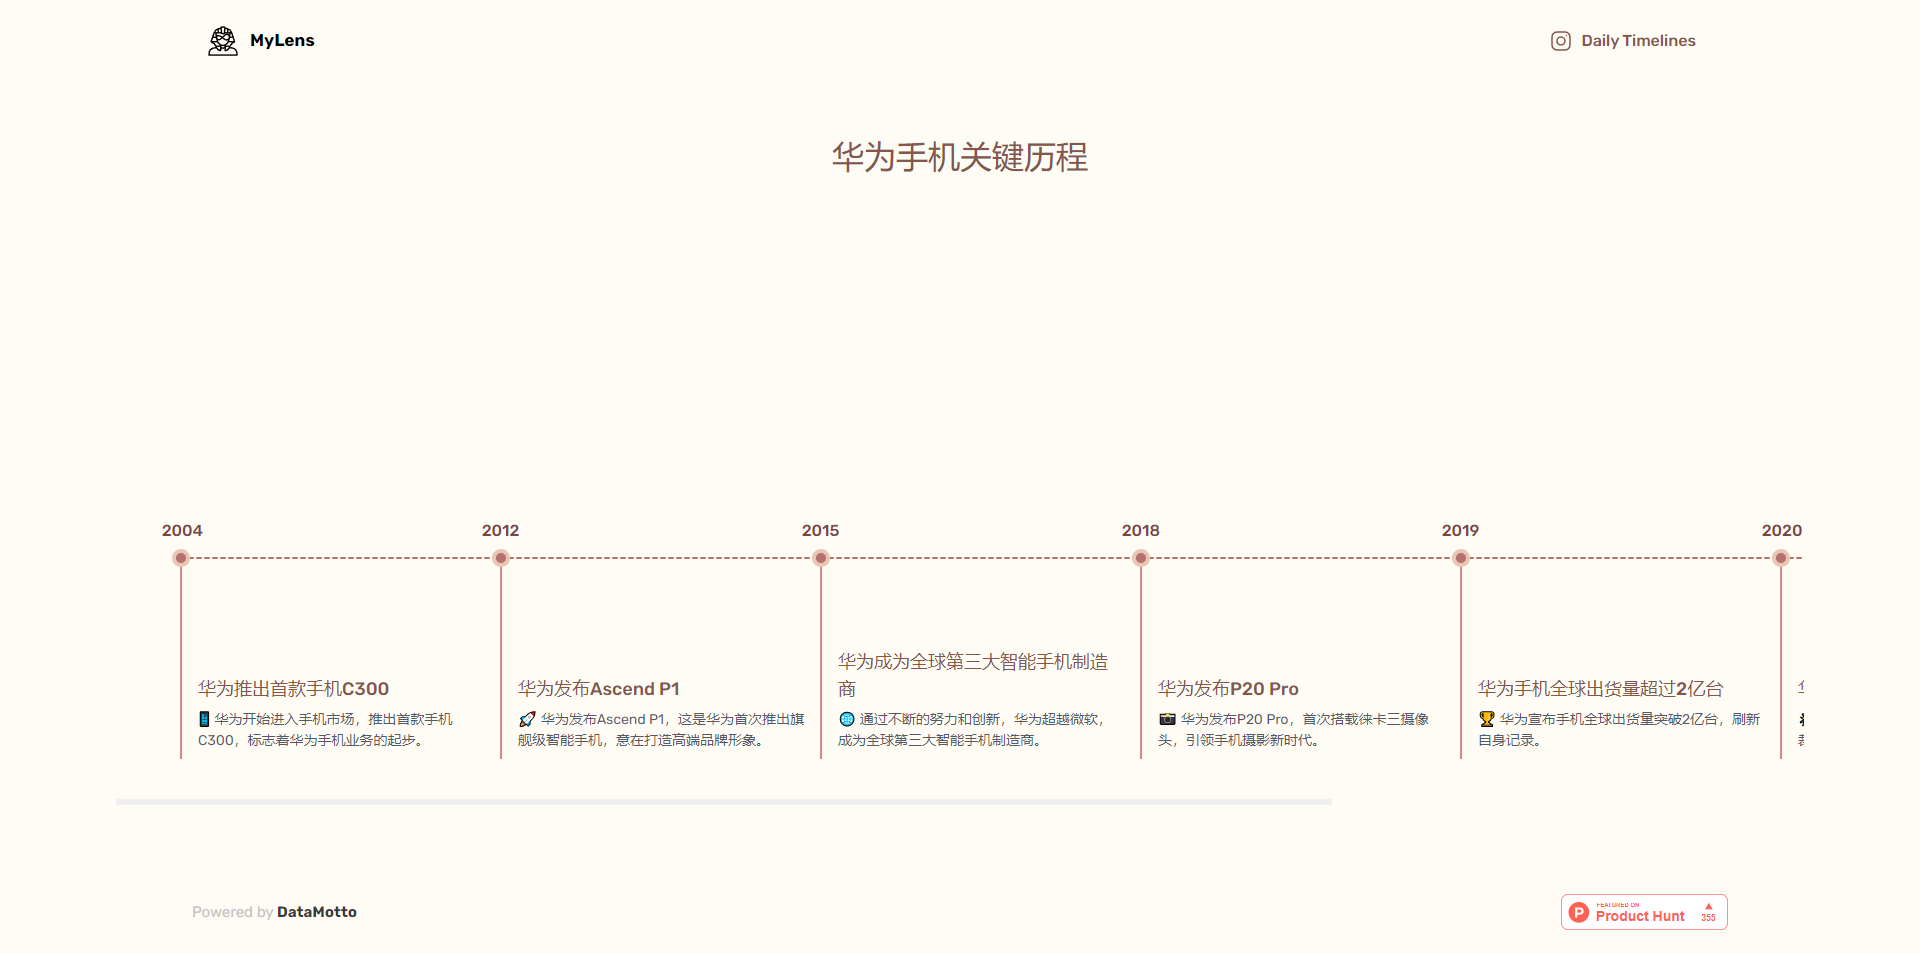 MyLens
Daily Timelines
华为手机关键历程
2004
2012
2015
2018
2019
2020
华为推出首款手机C300
华为开始进入手机市场，推出首款手机
C300，标志着华为手机业务的起步。
华为发布Ascend P1
华为发布Ascend P1，这是华为首次推出旗
舰级智能手机，意在打造高端品牌形象。
华为成为全球第三大智能手机制造
商
通过不断的努力和创新，华为超越微软，
成为全球第三大智能手机制造商。
华为发布P20 Pro
华为发布P20 Pro，首次搭载徕卡三摄像
头，引领手机摄影新时代。
华为手机全球出货量超过2亿台
华为宣布手机全球出货量突破2亿台，刷新
自身记录。
Powered by DataMotto
FEATURED ON
Product Hunt
355